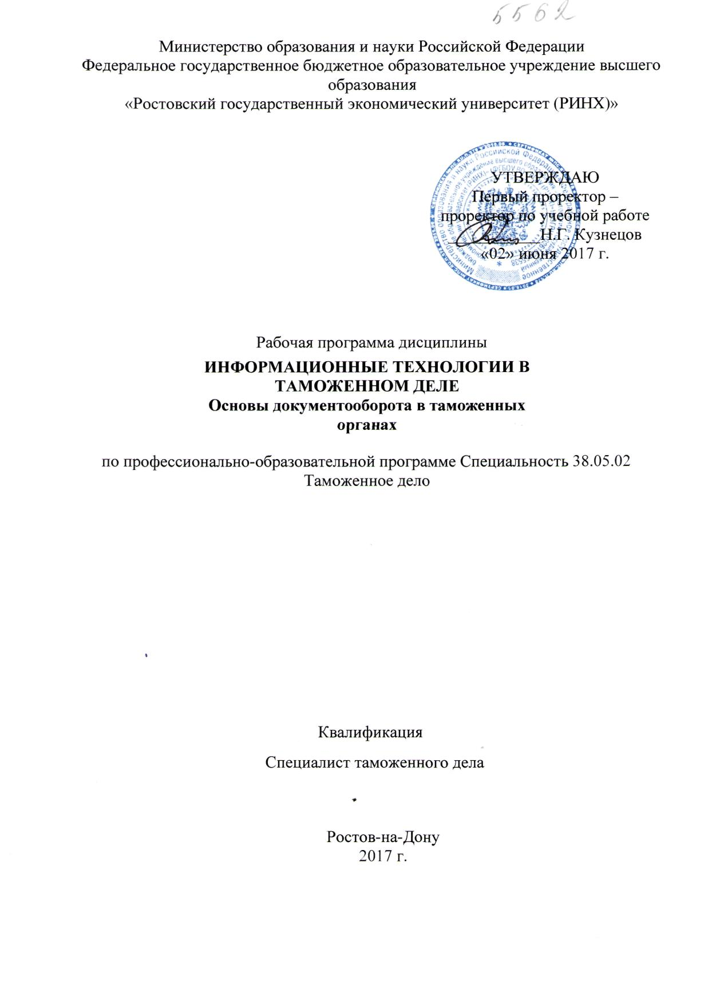 5562
Министерство образования и науки Российской Федерации
Федеральное государственное бюджетное образовательное учреждение высшего
образования
«Ростовский государственный экономический университет (РИНХ)»
УТВЕРЖДАЮ
Первый проректор –
проректор по учебной работе
Н.Г. Кузнецов
«02» июня 2017 г.
Рабочая программа дисциплины
ИНФОРМАЦИОННЫЕ ТЕХНОЛОГИИ В
ТАМОЖЕННОМ ДЕЛЕ
Основы документооборота в таможенных
органах
по профессионально-образовательной программе Специальность 38.05.02
Таможенное дело
Квалификация
Специалист таможенного дела
Ростов-на-Дону
2017 г.